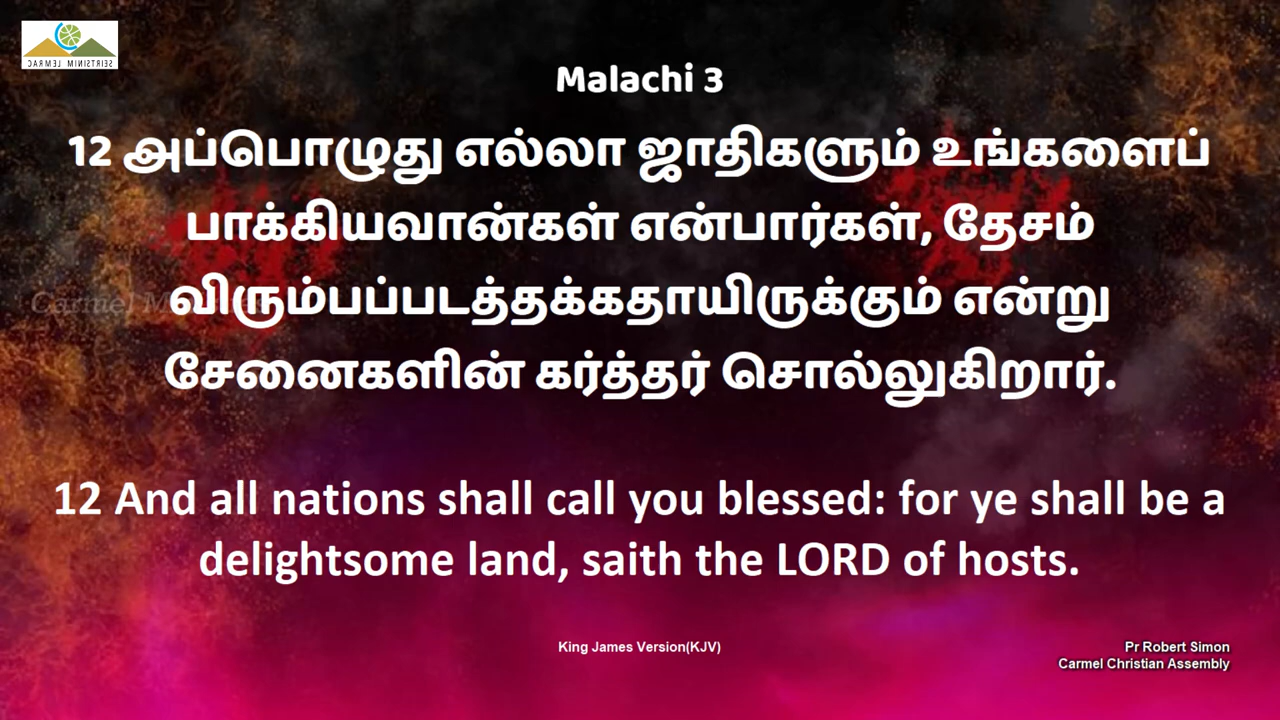 CARMEL MINISTRIES
Malachi 3
12 அப்பொழுது எல்லா ஜாதிகளும் உங்களைப்
பாக்கியவான்கள் என்பார்கள், தேசம்
விரும்பப்படத்தக்கதாயிருக்கும் என்று
சேனைகளின் கர்த்தர் சொல்லுகிறார்.
12 And all nations shall call you blessed: for ye shall be a
delightsome land, saith the LORD of hosts.
King James Version(KJV)
Pr Robert Simon
Carmel Christian Assembly